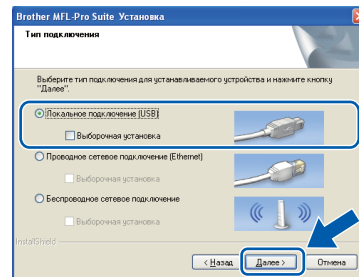 Brother MFL-Pro Suite Установка
Тип подключения
Выберите тип подключения для устанавливаемого устройства и нажмите кнопку
"Далее".
Локальное подключение (USB)
Выборочная установка
Проводное сетевое подключение (Ethernet)
Выборочная установка
Беспроводное сетевое подключение
Выборочная установка
InstallShield
< Назад
Далее >
Отмена